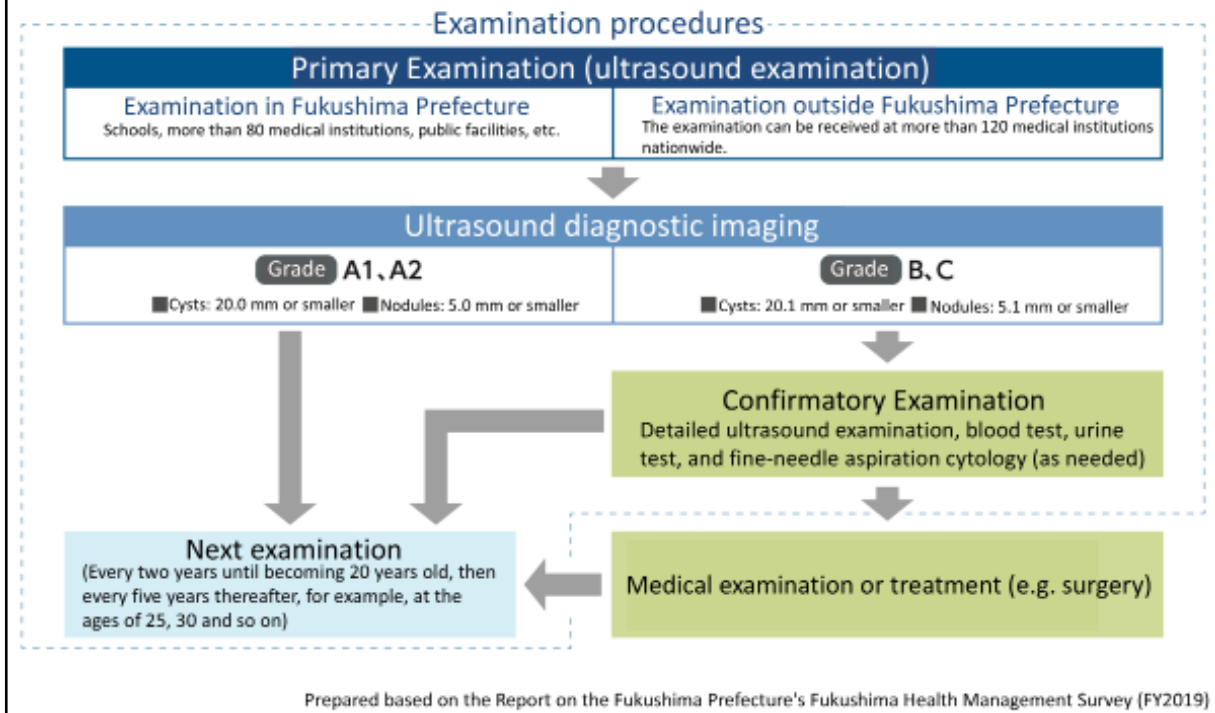 Examination procedures
Primary Examination (ultrasound examination)
Examination in Fukushima Prefecture
Schools, more than 80 medical institutions, public facilities, etc.
Examination outside Fukushima Prefecture
The examination can be received at more than 120 medical institutions
nationwide.
Ultrasound diagnostic imaging
Grade A1、A2
■Cysts: 20.0 mm or smaller ■Nodules: 5.0 mm or smaller
Grade B、C
■Cysts: 20.1 mm or smaller ■Nodules: 5.1 mm or smaller
Confirmatory Examination
Detailed ultrasound examination, blood test, urine
test, and fine-needle aspiration cytology (as needed)
Next examination
(Every two years until becoming 20 years old, then
every five years thereafter, for example, at the
ages of 25, 30 and so on)
Medical examination or treatment (e.g. surgery)
Prepared based on the Report on the Fukushima Prefecture's Fukushima Health Management Survey (FY2019)